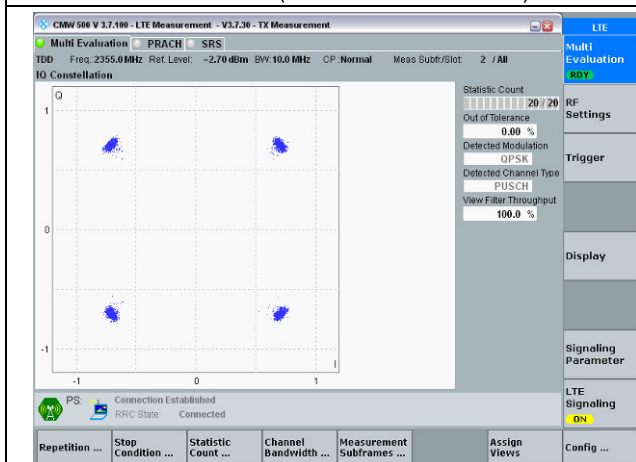 CMW 500 V 3.7.100 - LTE Measurement - V3.7.30 - TX Measurement
LTE
Multi Evaluation PRACH SRS
TDD Freq.:2355.0 MHz Ref. Level: -2.70 dBm BW: 10.0 MHz CP :Normal Meas Subfr./Slot: 2 / All
IQ Constellation
Multi
Evaluation
RDY
Q
1
0
-1
-1 0 1
I
Statistic Count
20 / 20
Out of Tolerance
0.00 %
Detected Modulation
QPSK
Detected Channel Type
PUSCH
View Filter Throughput
100.0 %
RF
Settings
Trigger
Display
Signaling
Parameter
LTE
Signaling
ON
PS: Connection Established
RRC State: Connected
Repetition ...
Stop
Condition ...
Statistic
Count ...
Channel
Bandwidth ...
Measurement
Subframes ...
Assign
Views
Config ...